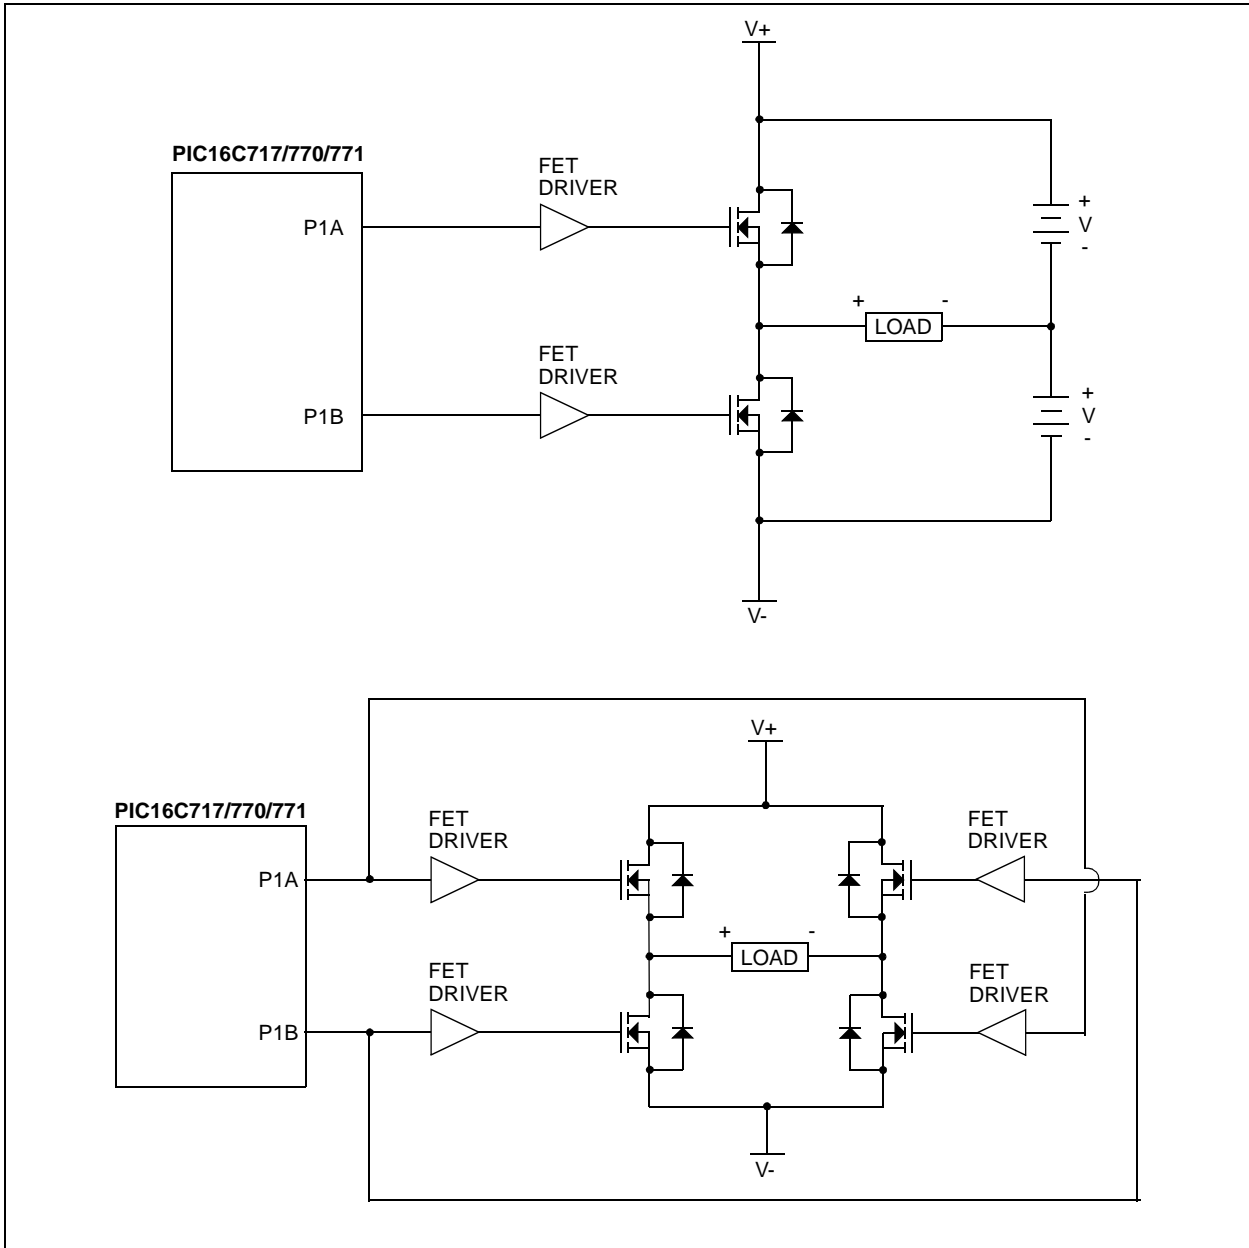 V+
PIC16C717/770/771
FET
DRIVER
P1A
+
V
-
+ -
LOAD
FET
DRIVER
P1B
+
V
-
V-
V+
PIC16C717/770/771
FET
DRIVER
FET
DRIVER
P1A
+ -
LOAD
FET
DRIVER
FET
DRIVER
P1B
V-